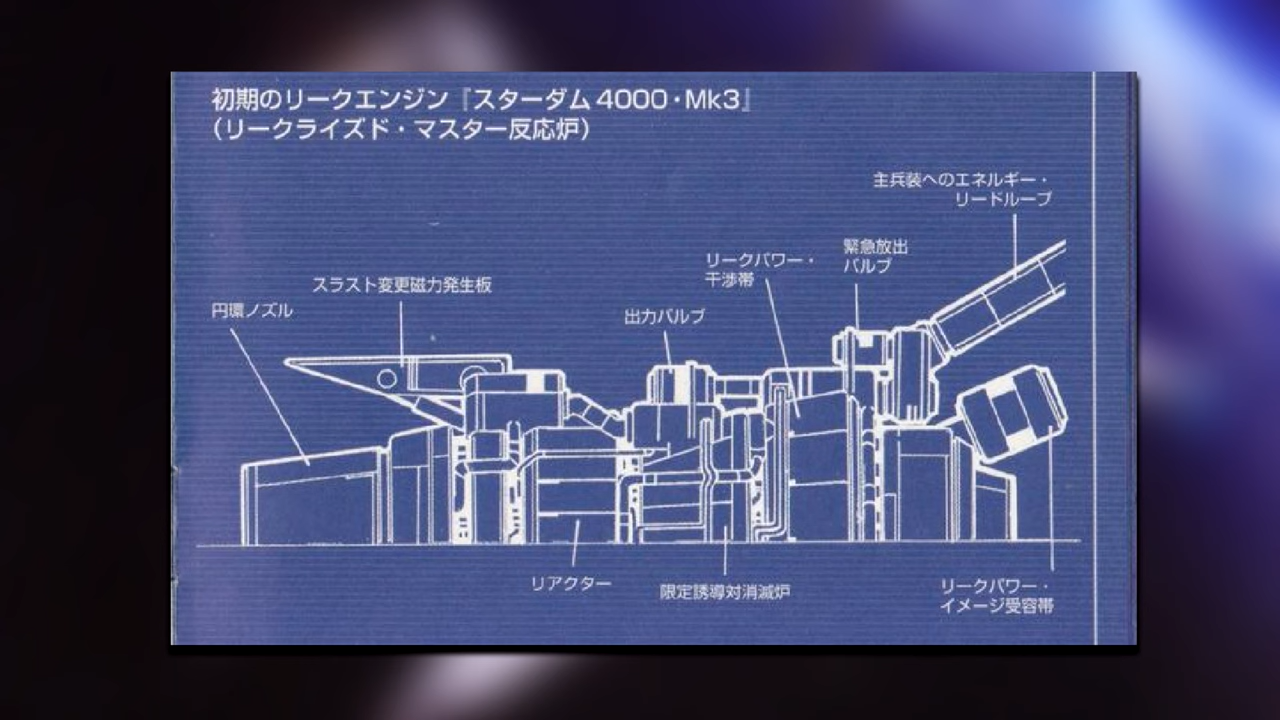 初期のリークエンジン『スターダム4000・Mk3』
(リークライズド・マスター反応炉)
主兵装へのエネルギー・
リードループ
緊急放出
バルブ
リークパワー・
干渉帯
スラスト変更磁力発生板
円環ノズル
出力バルブ
リアクター
限定誘導対消滅炉
リークパワー・
イメージ受容帯